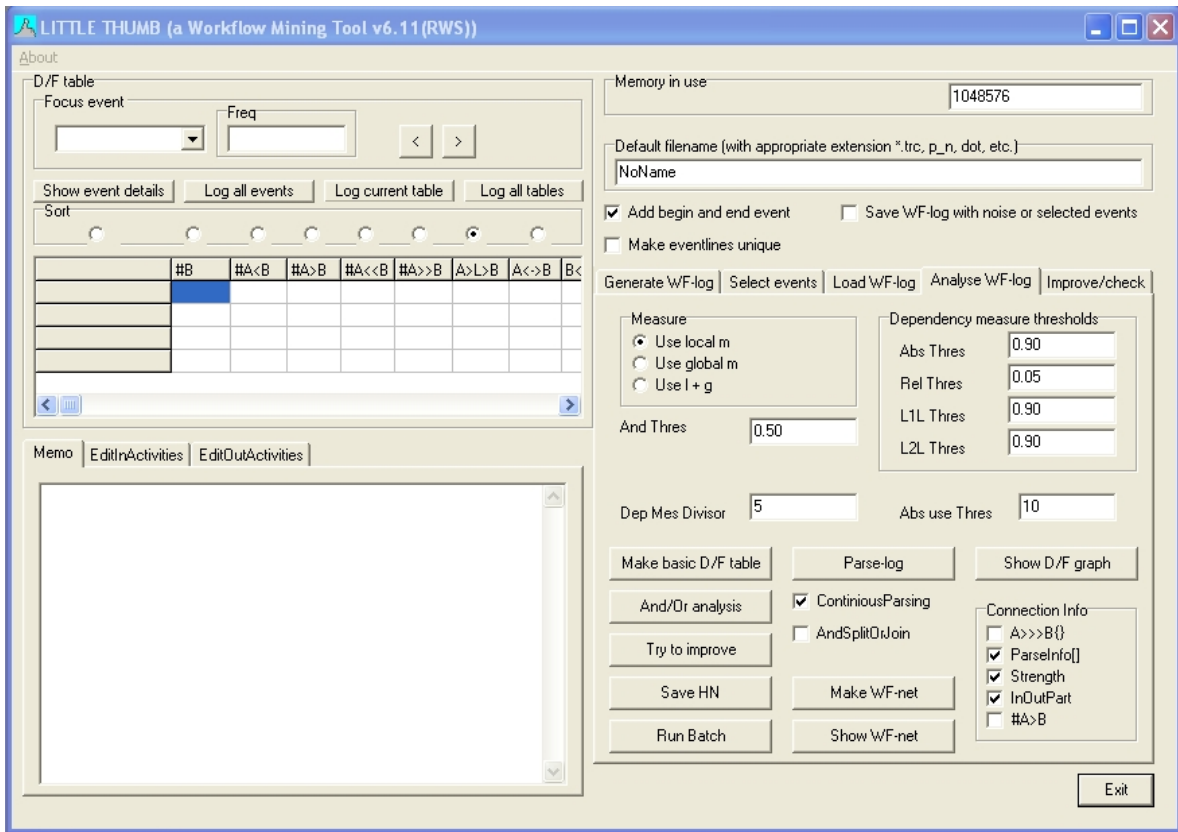 LITTLE THUMB (a Workflow Mining Tool v6.11(RWS))
About
D/F table
Focus event
Freq
< >
Show event details Log all events Log current table Log all tables
Sort
#B #A<B #A>B #A<<B #A>>B A>L>B A<->B B<
Memo EditInActivities EditOutActivities
Memory in use
1048576
Default filename (with appropriate extension *.trc, p_n, dot, etc.)
NoName
Add begin and end event Save WF-log with noise or selected events
Make eventlines unique
Generate WF-log Select events Load WF-log Analyse WF-log Improve/check
Measure
Use local m
Use global m
Use l + g
Dependency measure thresholds
Abs Thres 0.90
Rel Thres 0.05
L1L Thres 0.90
L2L Thres 0.90
And Thres 0.50
Dep Mes Divisor 5 Abs use Thres 10
Make basic D/F table Parse-log Show D/F graph
And/Or analysis ContiniousParsing
Try to improve AndSplitOrJoin
Save HN Make WF-net
Run Batch Show WF-net
Connection Info
A>>>B{}
ParseInfo[]
Strength
InOutPart
#A>B
Exit